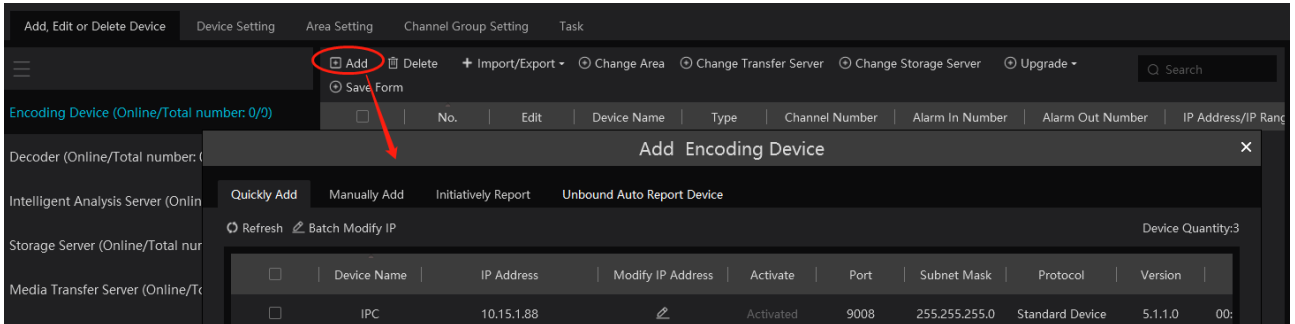 Add, Edit or Delete Device Device Setting Area Setting Channel Group Setting Task
Add Delete Import/Export Change Area Change Transfer Server Change Storage Server Upgrade Search
Save Form
Encoding Device (Online/Total number: 0/0)
No. Edit Device Name Type Channel Number Alarm In Number Alarm Out Number IP Address/IP Rang
Add Encoding Device
Decoder (Online/Total number: (
Quickly Add Manually Add Initiatively Report Unbound Auto Report Device
Intelligent Analysis Server (Onlin
Refresh Batch Modify IP Device Quantity:3
Storage Server (Online/Total nur
Device Name IP Address Modify IP Address Activate Port Subnet Mask Protocol Version
Media Transfer Server (Online/To
IPC 10.15.1.88 Activated 9008 255.255.255.0 Standard Device 5.1.1.0 00: